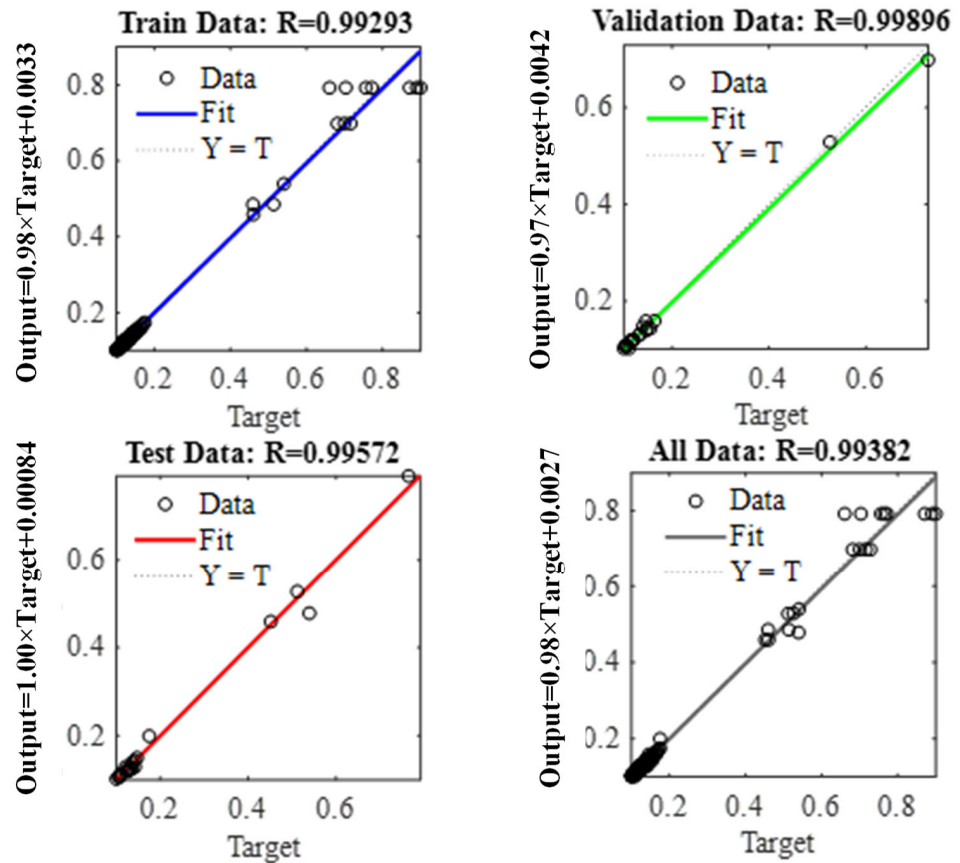 Train Data: R=0.99293
Output=0.98×Target+0.0033
Data
Fit
Y = T
0.8
0.6
0.4
0.2
0.2 0.4 0.6 0.8
Target
Validation Data: R=0.99896
Output=0.97×Target+0.0042
Data
Fit
Y = T
0.6
0.4
0.2
0.2 0.4 0.6
Target
Test Data: R=0.99572
Output=1.00×Target+0.00084
Data
Fit
Y = T
0.6
0.4
0.2
0.2 0.4 0.6
Target
All Data: R=0.99382
Output=0.98×Target+0.0027
Data
Fit
Y = T
0.8
0.6
0.4
0.2
0.2 0.4 0.6 0.8
Target